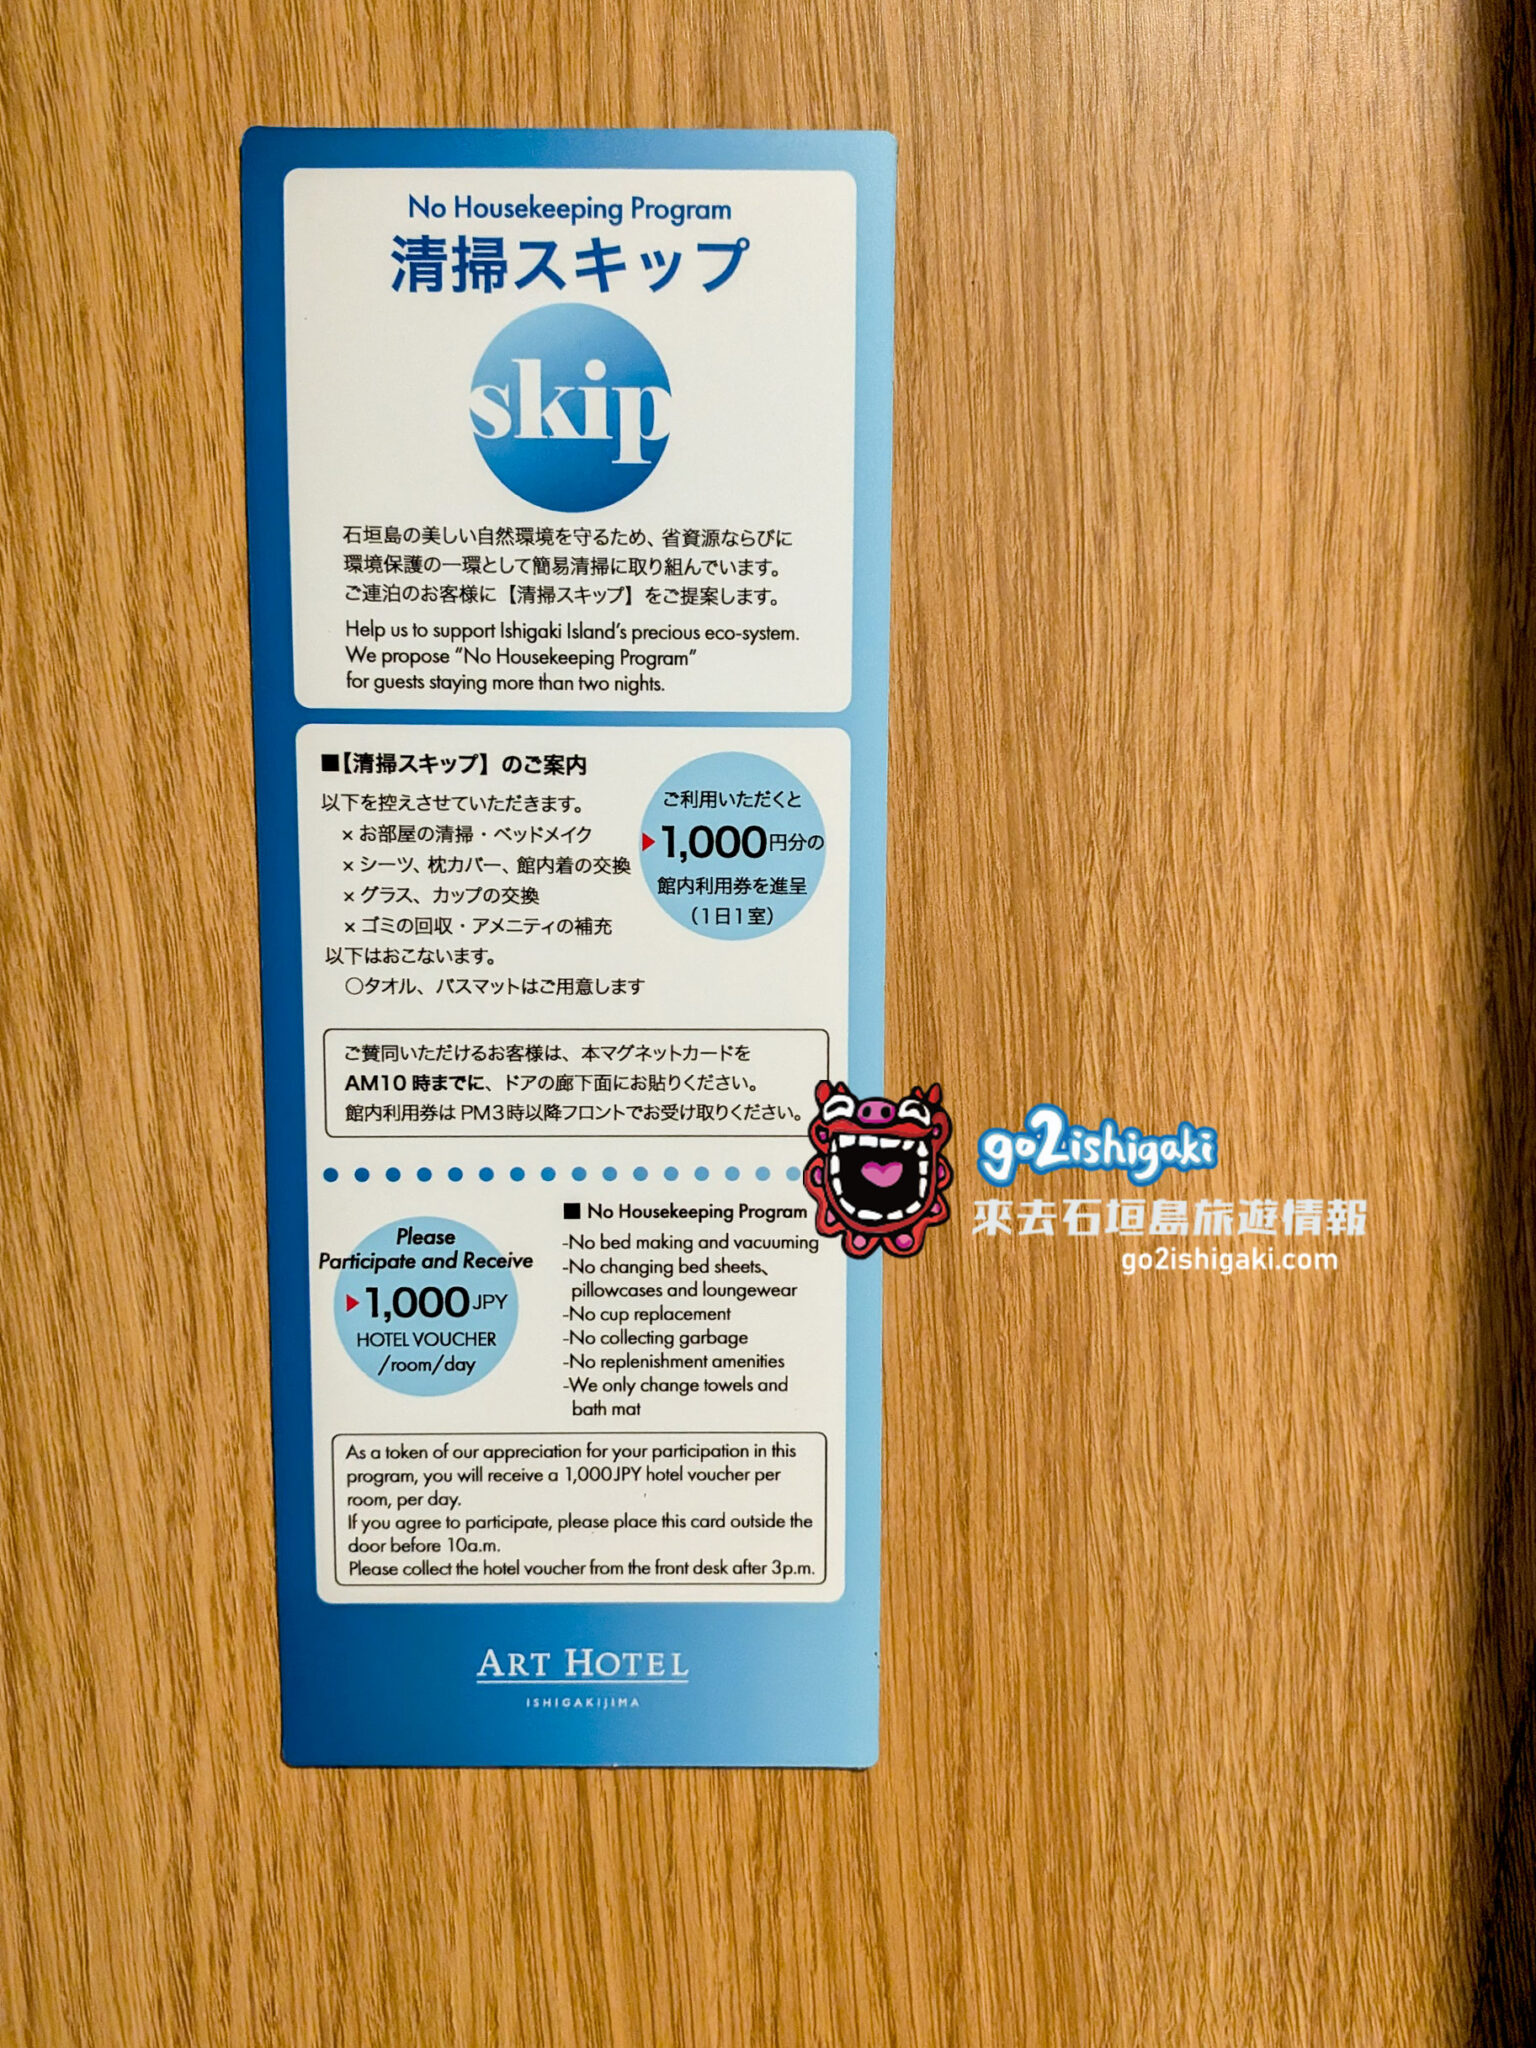 No Housekeeping Program
清掃スキップ
skip
石垣島の美しい自然環境を守るため、省資源ならびに
環境保護の一環として簡易清掃に取り組んでいます。
ご連泊のお客様に【清掃スキップ】をご提案します。
Help us to support Ishigaki Island's precious eco-system.
We propose "No Housekeeping Program"
for guests staying more than two nights.
■【清掃スキップ】のご案内
以下を控えさせていただきます。
× お部屋の清掃・ベッドメイク
× シーツ、枕カバー、館内着の交換
× グラス、カップの交換
× ゴミの回収・アメニティの補充
以下はおこないます。
○タオル、バスマットはご用意します
ご利用いただくと
▶1,000円分の
館内利用券を進呈
（1日1室）
ご賛同いただけるお客様は、本マグネットカードを
AM10 時までに、ドアの廊下面にお貼りください。
館内利用券は PM3時以降フロントでお受け取りください。
Please
Participate and Receive
▶1,000 JPY
HOTEL VOUCHER
/room/day
■ No Housekeeping Program
-No bed making and vacuuming
-No changing bed sheets、
pillowcases and loungewear
-No cup replacement
-No collecting garbage
-No replenishment amenities
-We only change towels and
bath mat
As a token of our appreciation for your participation in this
program, you will receive a 1,000JPY hotel voucher per
room, per day.
If you agree to participate, please place this card outside the
door before 10a.m.
Please collect the hotel voucher from the front desk after 3p.m.
ART HOTEL
ISHIGAKIJIMA
go2ishigaki
來去石垣島旅遊情報
go2ishigaki.com